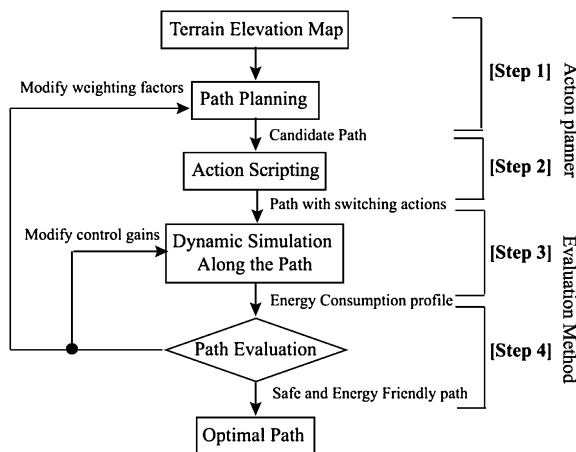 Terrain Elevation Map
[Step 1]
Action planner
Modify weighting factors
Path Planning
Candidate Path
Action Scripting
[Step 2]
Path with switching actions
Modify control gains
Dynamic Simulation
Along the Path
[Step 3]
Evaluation Method
Energy Consumption profile
Path Evaluation
[Step 4]
Safe and Energy Friendly path
Optimal Path